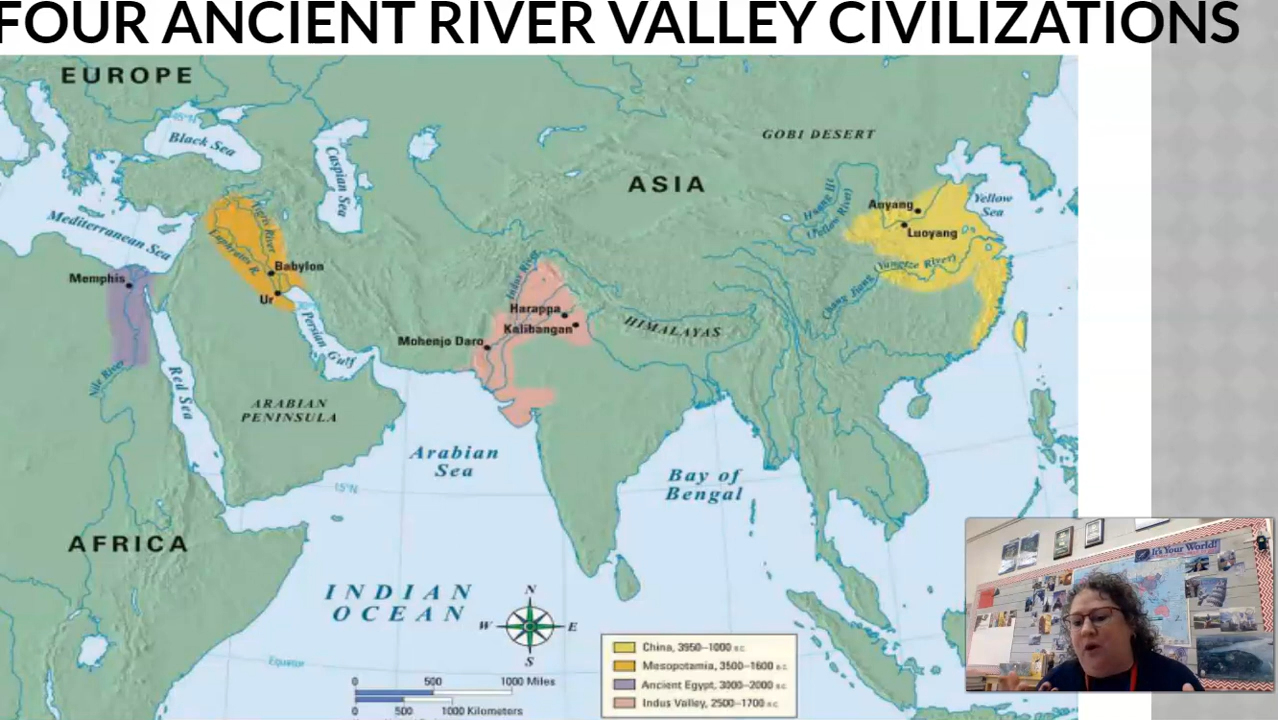 FOUR ANCIENT RIVER VALLEY CIVILIZATIONS
EUROPE
45°N
Black Sea
Caspian Sea
GOBI DESERT
ASIA
Huang He
(Yellow River)
Anyang
Yellow
Sea
Luoyang
Mediterranean Sea
Tigris River
Euphrates R.
Babylon
Memphis
Ur
Indus River
Chang Jiang (Yangtze River)
Harappa
Kalibangan
HIMALAYAS
Mohenjo Daro
Persian Gulf
Nile River
Red Sea
ARABIAN
PENINSULA
Arabian
Sea
Bay of
Bengal
15°N
AFRICA
INDIAN
OCEAN
N
W
E
S
Equator
It's Your World!
China, 3950–1000 B.C.
Mesopotamia, 3500–1600 B.C.
Ancient Egypt, 3000–2000 B.C.
Indus Valley, 2500–1700 B.C.
0 500 1000 Miles
0 500 1000 Kilometers